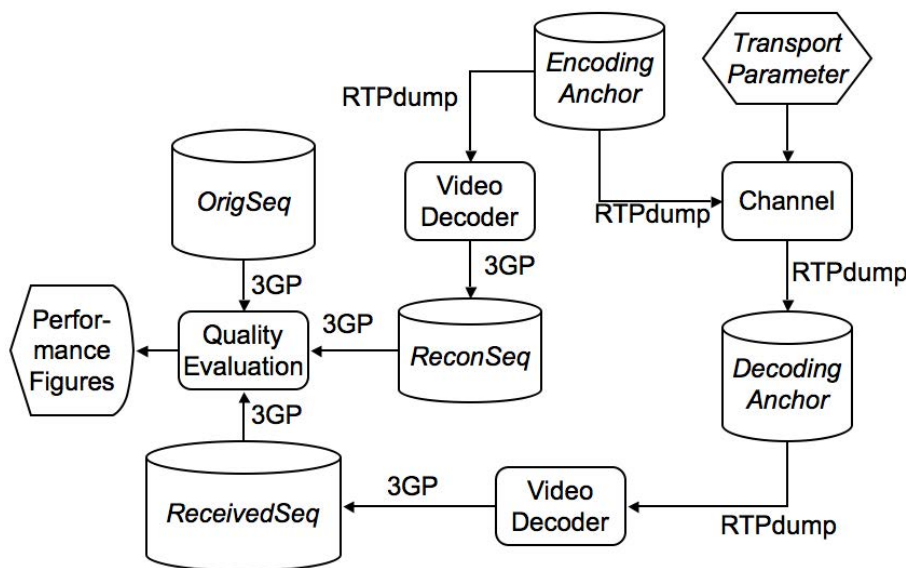 Encoding
Anchor
Transport
Parameter
RTPdump
OrigSeq
Video
Decoder
RTPdump
Channel
3GP
3GP
RTPdump
Perfor-
mance
Figures
Quality
Evaluation
3GP
ReconSeq
Decoding
Anchor
3GP
ReceivedSeq
3GP
Video
Decoder
RTPdump